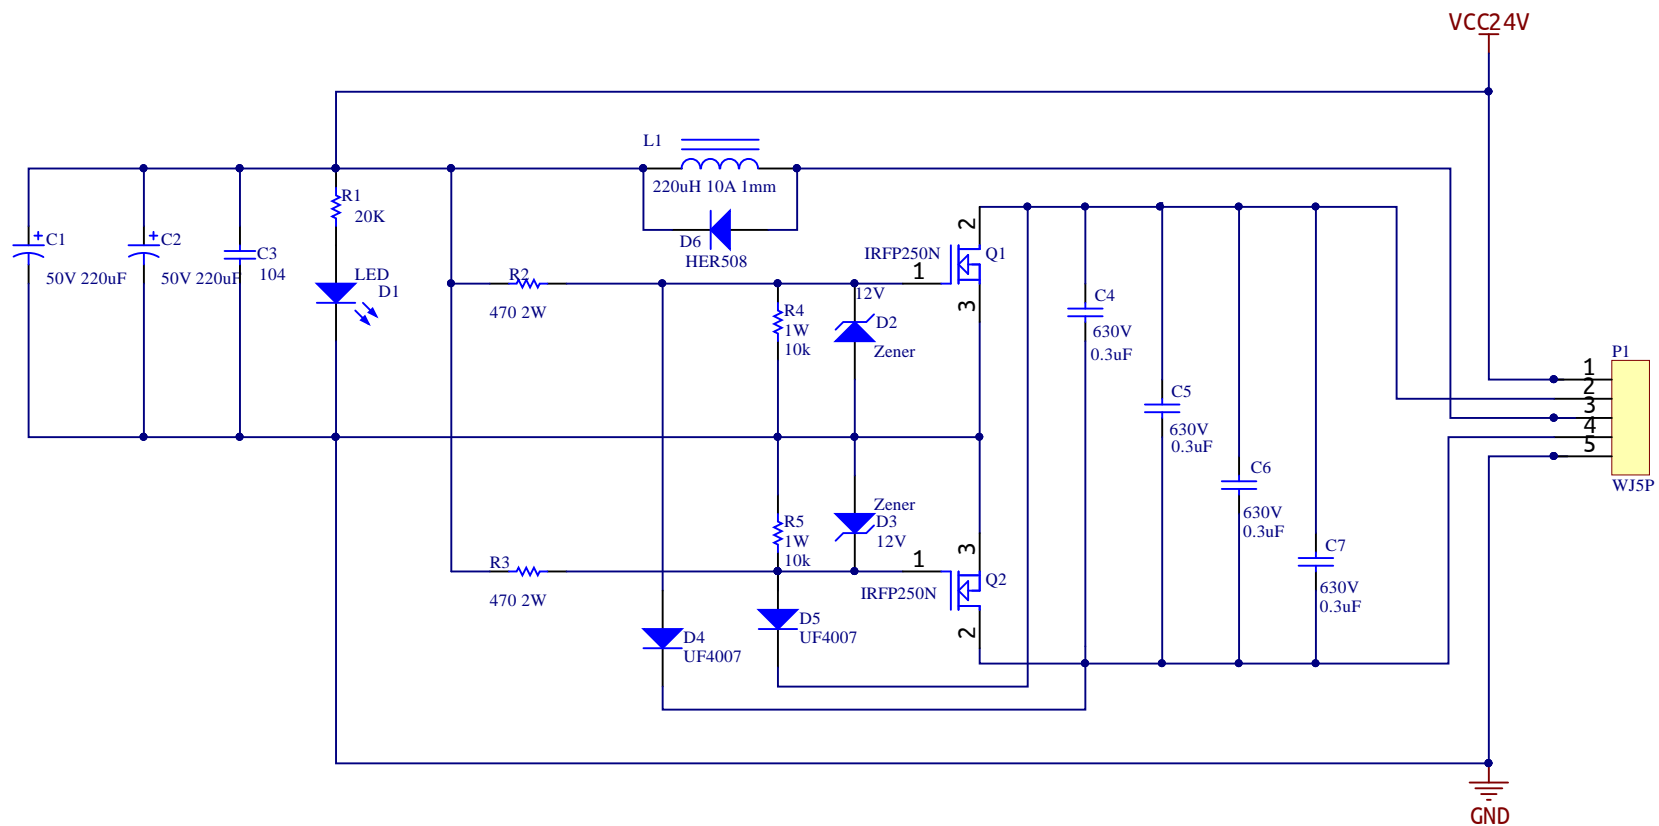 VCC24V
L1
220uH 10A 1mm
D6
HER508
R1
20K
C1
50V 220uF
C2
50V 220uF
C3
104
LED
D1
R2
470 2W
R4
1W
10k
12V
D2
Zener
IRFP250N
1
2
Q1
3
C4
630V
0.3uF
C5
630V
0.3uF
C6
630V
0.3uF
C7
630V
0.3uF
P1
1
2
3
4
5
WJ5P
R3
470 2W
R5
1W
10k
Zener
D3
12V
1
3
Q2
IRFP250N
2
D4
UF4007
D5
UF4007
GND